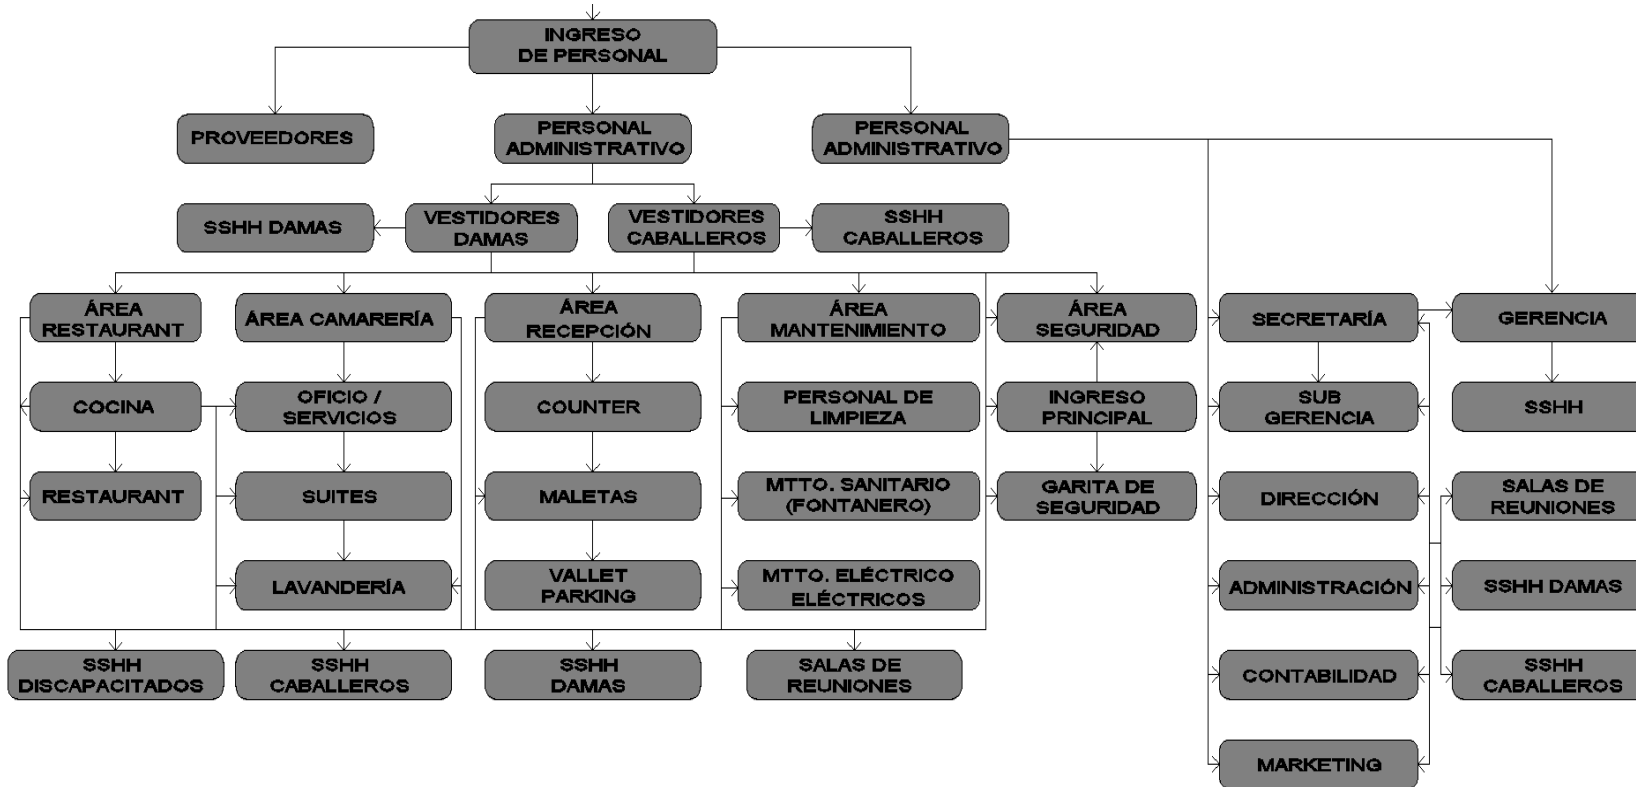 INGRESO
DE PERSONAL
PROVEEDORES
PERSONAL
ADMINISTRATIVO
PERSONAL
ADMINISTRATIVO
SSHH DAMAS
VESTIDORES
DAMAS
VESTIDORES
CABALLEROS
SSHH
CABALLEROS
ÁREA
RESTAURANT
ÁREA CAMARERÍA
ÁREA
RECEPCIÓN
ÁREA
MANTENIMIENTO
ÁREA
SEGURIDAD
SECRETARÍA
GERENCIA
COCINA
OFICIO /
SERVICIOS
COUNTER
PERSONAL DE
LIMPIEZA
INGRESO
PRINCIPAL
SUB
GERENCIA
SSHH
RESTAURANT
SUITES
MALETAS
MTTO. SANITARIO
(FONTANERO)
GARITA DE
SEGURIDAD
DIRECCIÓN
SALAS DE
REUNIONES
LAVANDERÍA
VALLET
PARKING
MTTO. ELÉCTRICO
ELÉCTRICOS
ADMINISTRACIÓN
SSHH DAMAS
SSHH
DISCAPACITADOS
SSHH
CABALLEROS
SSHH
DAMAS
SALAS DE
REUNIONES
CONTABILIDAD
SSHH
CABALLEROS
MARKETING